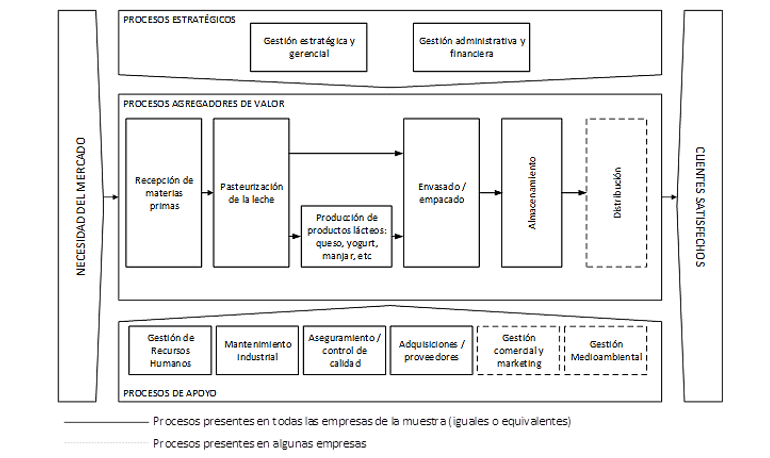 PROCESOS ESTRATÉGICOS
Gestión estratégica y
gerencial
Gestión administrativa y
financiera
NECESIDAD DEL MERCADO
PROCESOS AGREGADORES DE VALOR
Recepción de
materias
primas
Pasteurización
de la leche
Producción de
productos lácteos:
queso, yogurt,
manjar, etc
Envasado /
empacado
Almacenamiento
Distribución
CLIENTES SATISFECHOS
Gestión de
Recursos
Humanos
Mantenimiento
Industrial
Aseguramiento /
control de
calidad
Adquisiciones /
proveedores
Gestión
comercial y
marketing
Gestión
Medioambiental
PROCESOS DE APOYO
Procesos presentes en todas las empresas de la muestra (iguales o equivalentes)
Procesos presentes en algunas empresas